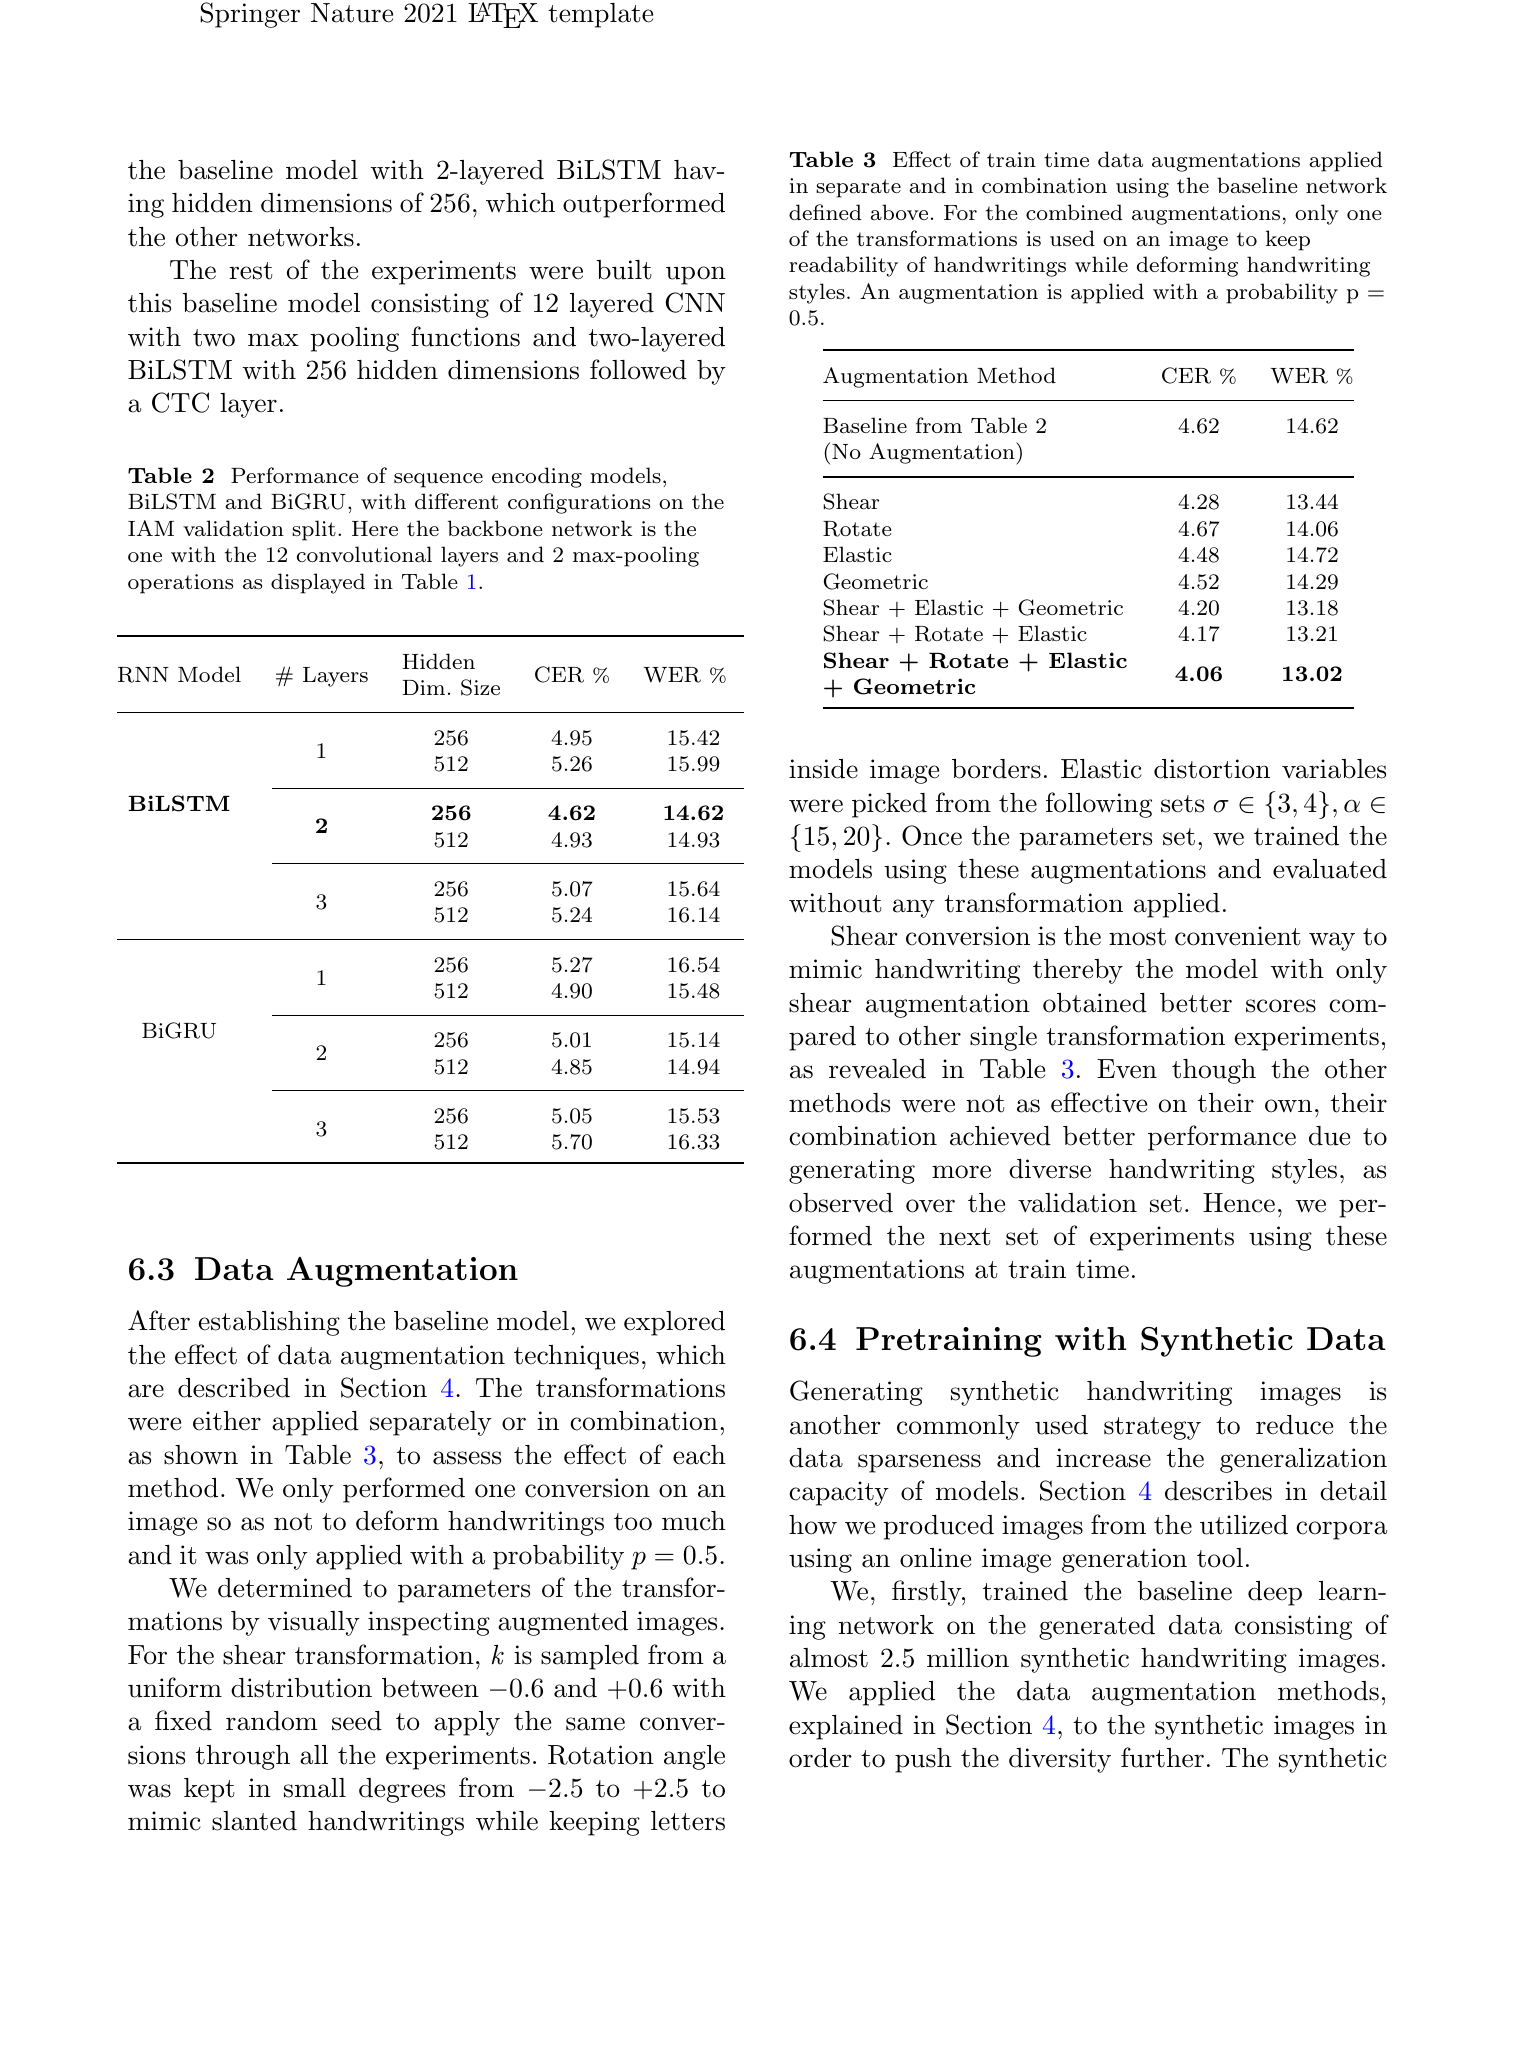 Springer Nature 2021 LATEX template
the baseline model with 2-layered BiLSTM hav-
ing hidden dimensions of 256, which outperformed
the other networks.
The rest of the experiments were built upon
this baseline model consisting of 12 layered CNN
with two max pooling functions and two-layered
BiLSTM with 256 hidden dimensions followed by
a CTC layer.
Table 2 Performance of sequence encoding models,
BiLSTM and BiGRU, with different configurations on the
IAM validation split. Here the backbone network is the
one with the 12 convolutional layers and 2 max-pooling
operations as displayed in Table 1.
RNN Model # Layers Hidden Dim. Size CER % WER %
BiLSTM
1
256 4.95 15.42
512 5.26 15.99
2
256 4.62 14.62
512 4.93 14.93
3
256 5.07 15.64
512 5.24 16.14
BiGRU
1
256 5.27 16.54
512 4.90 15.48
2
256 5.01 15.14
512 4.85 14.94
3
256 5.05 15.53
512 5.70 16.33
6.3 Data Augmentation
After establishing the baseline model, we explored
the effect of data augmentation techniques, which
are described in Section 4. The transformations
were either applied separately or in combination,
as shown in Table 3, to assess the effect of each
method. We only performed one conversion on an
image so as not to deform handwritings too much
and it was only applied with a probability p = 0.5.
We determined to parameters of the transfor-
mations by visually inspecting augmented images.
For the shear transformation, k is sampled from a
uniform distribution between −0.6 and +0.6 with
a fixed random seed to apply the same conver-
sions through all the experiments. Rotation angle
was kept in small degrees from −2.5 to +2.5 to
mimic slanted handwritings while keeping letters
Table 3 Effect of train time data augmentations applied
in separate and in combination using the baseline network
defined above. For the combined augmentations, only one
of the transformations is used on an image to keep
readability of handwritings while deforming handwriting
styles. An augmentation is applied with a probability p =
0.5.
Augmentation Method CER % WER %
Baseline from Table 2 4.62 14.62
(No Augmentation)
Shear 4.28 13.44
Rotate 4.67 14.06
Elastic 4.48 14.72
Geometric 4.52 14.29
Shear + Elastic + Geometric 4.20 13.18
Shear + Rotate + Elastic 4.17 13.21
Shear + Rotate + Elastic
+ Geometric 4.06 13.02
inside image borders. Elastic distortion variables
were picked from the following sets σ ∈ {3, 4}, α ∈
{15, 20}. Once the parameters set, we trained the
models using these augmentations and evaluated
without any transformation applied.
Shear conversion is the most convenient way to
mimic handwriting thereby the model with only
shear augmentation obtained better scores com-
pared to other single transformation experiments,
as revealed in Table 3. Even though the other
methods were not as effective on their own, their
combination achieved better performance due to
generating more diverse handwriting styles, as
observed over the validation set. Hence, we per-
formed the next set of experiments using these
augmentations at train time.
6.4 Pretraining with Synthetic Data
Generating synthetic handwriting images is
another commonly used strategy to reduce the
data sparseness and increase the generalization
capacity of models. Section 4 describes in detail
how we produced images from the utilized corpora
using an online image generation tool.
We, firstly, trained the baseline deep learn-
ing network on the generated data consisting of
almost 2.5 million synthetic handwriting images.
We applied the data augmentation methods,
explained in Section 4, to the synthetic images in
order to push the diversity further. The synthetic